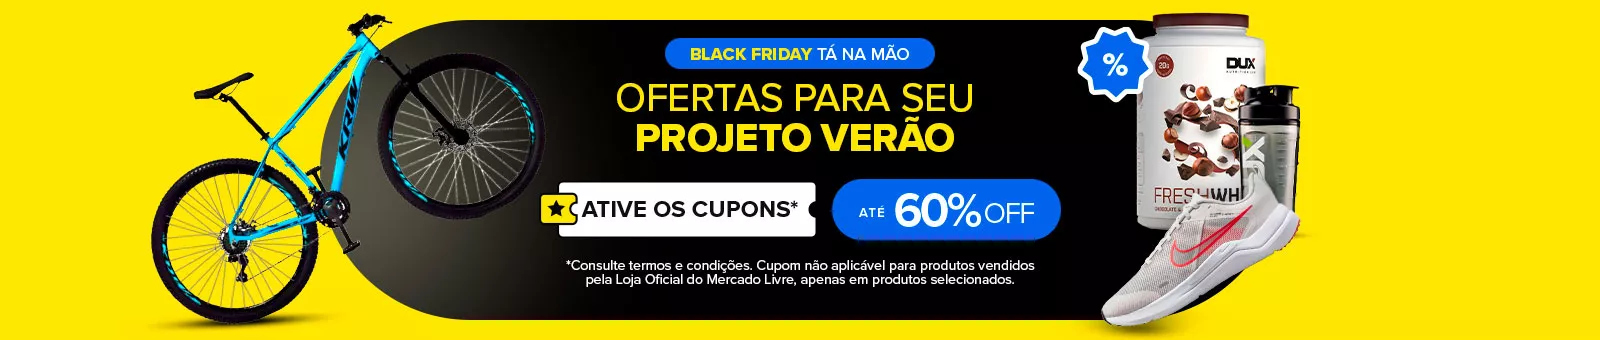 BLACK FRIDAY TÁ NA MÃO
OFERTAS PARA SEU
PROJETO VERÃO
ATIVE OS CUPONS*
ATÉ 60% OFF
*Consulte termos e condições. Cupom não aplicável para produtos vendidos
pela Loja Oficial do Mercado Livre, apenas em produtos selecionados.
%
DUX
20g
FRESHWH